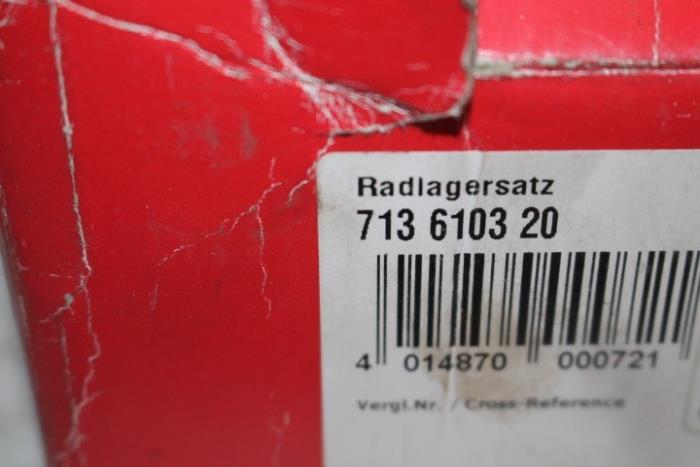 Radlagersatz
713 6103 20
4 014870 000721
Vergl.Nr. / Cross-Reference